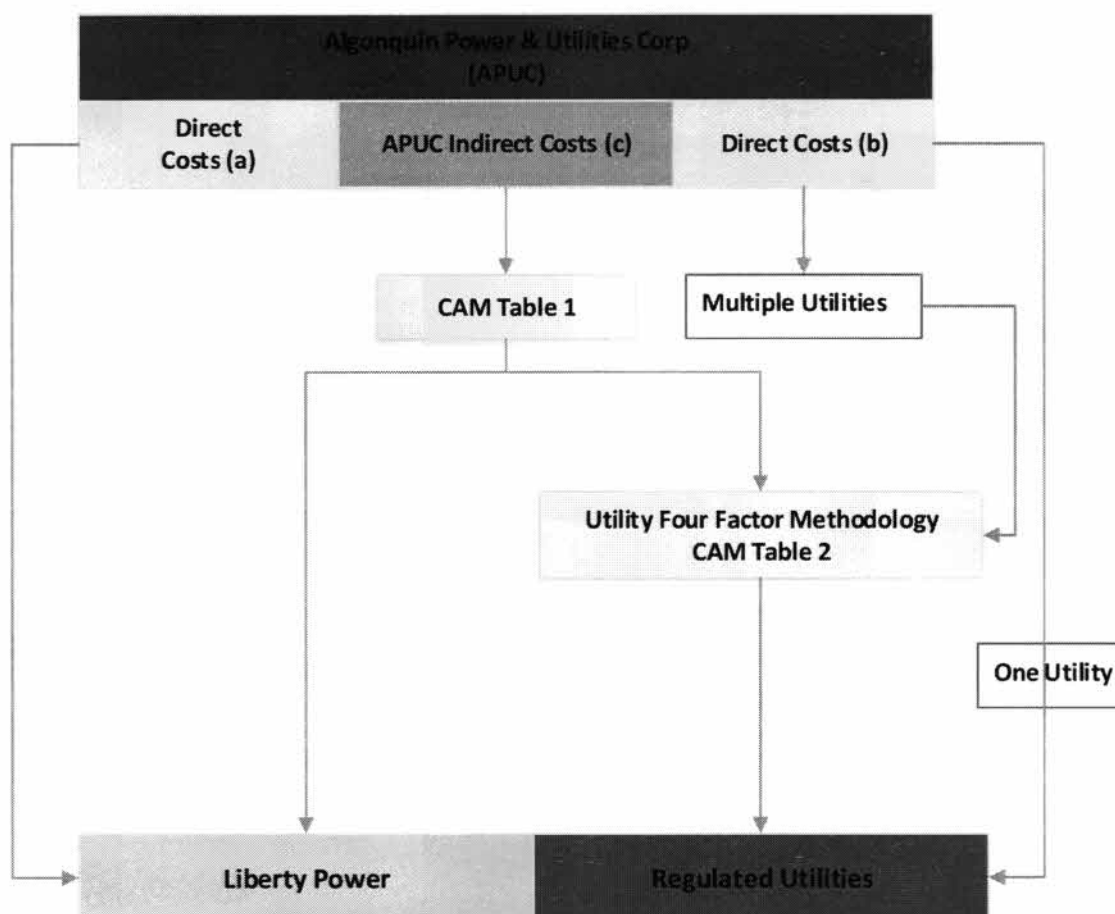 Algonquin Power & Utilities Corp
(APUC)
Direct
Costs (a)
APUC Indirect Costs (c)
Direct Costs (b)
CAM Table 1
Multiple Utilities
Utility Four Factor Methodology
CAM Table 2
One Utility
Liberty Power
Regulated Utilities